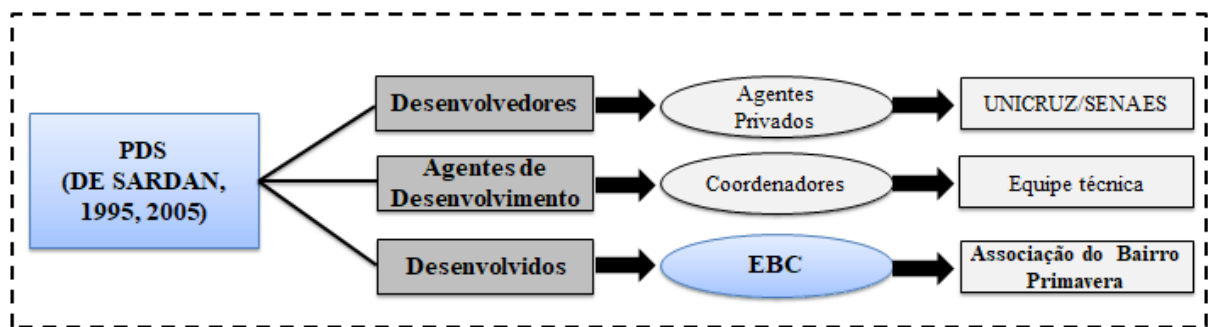 PDS
(DE SARDAN,
1995, 2005)
Desenvolvedores
Agentes
Privados
UNICRUZ/SENAES
Agentes de
Desenvolvimento
Coordenadores
Equipe técnica
Desenvolvidos
EBC
Associação do Bairro
Primavera